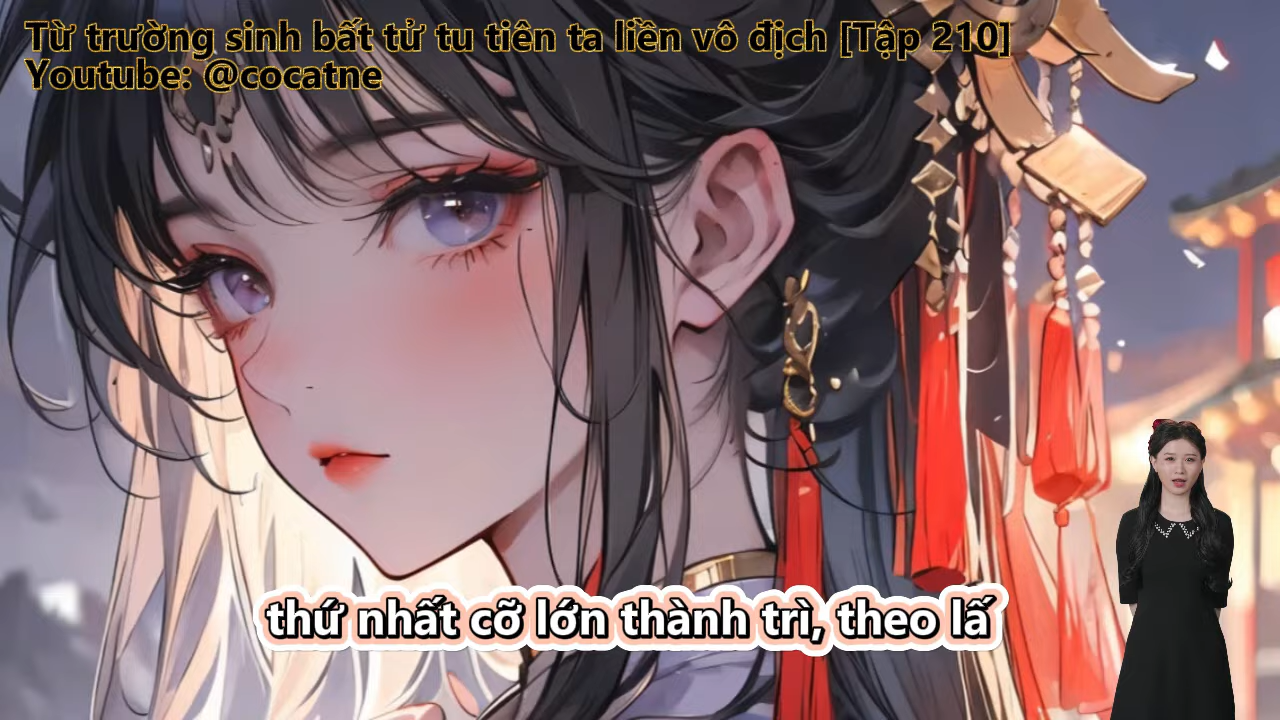 Từ trường sinh bất tử tu tiên ta liền vô địch [Tập 210]
Youtube: @cocatne
thứ nhất cỡ lớn thành trì, theo lấ